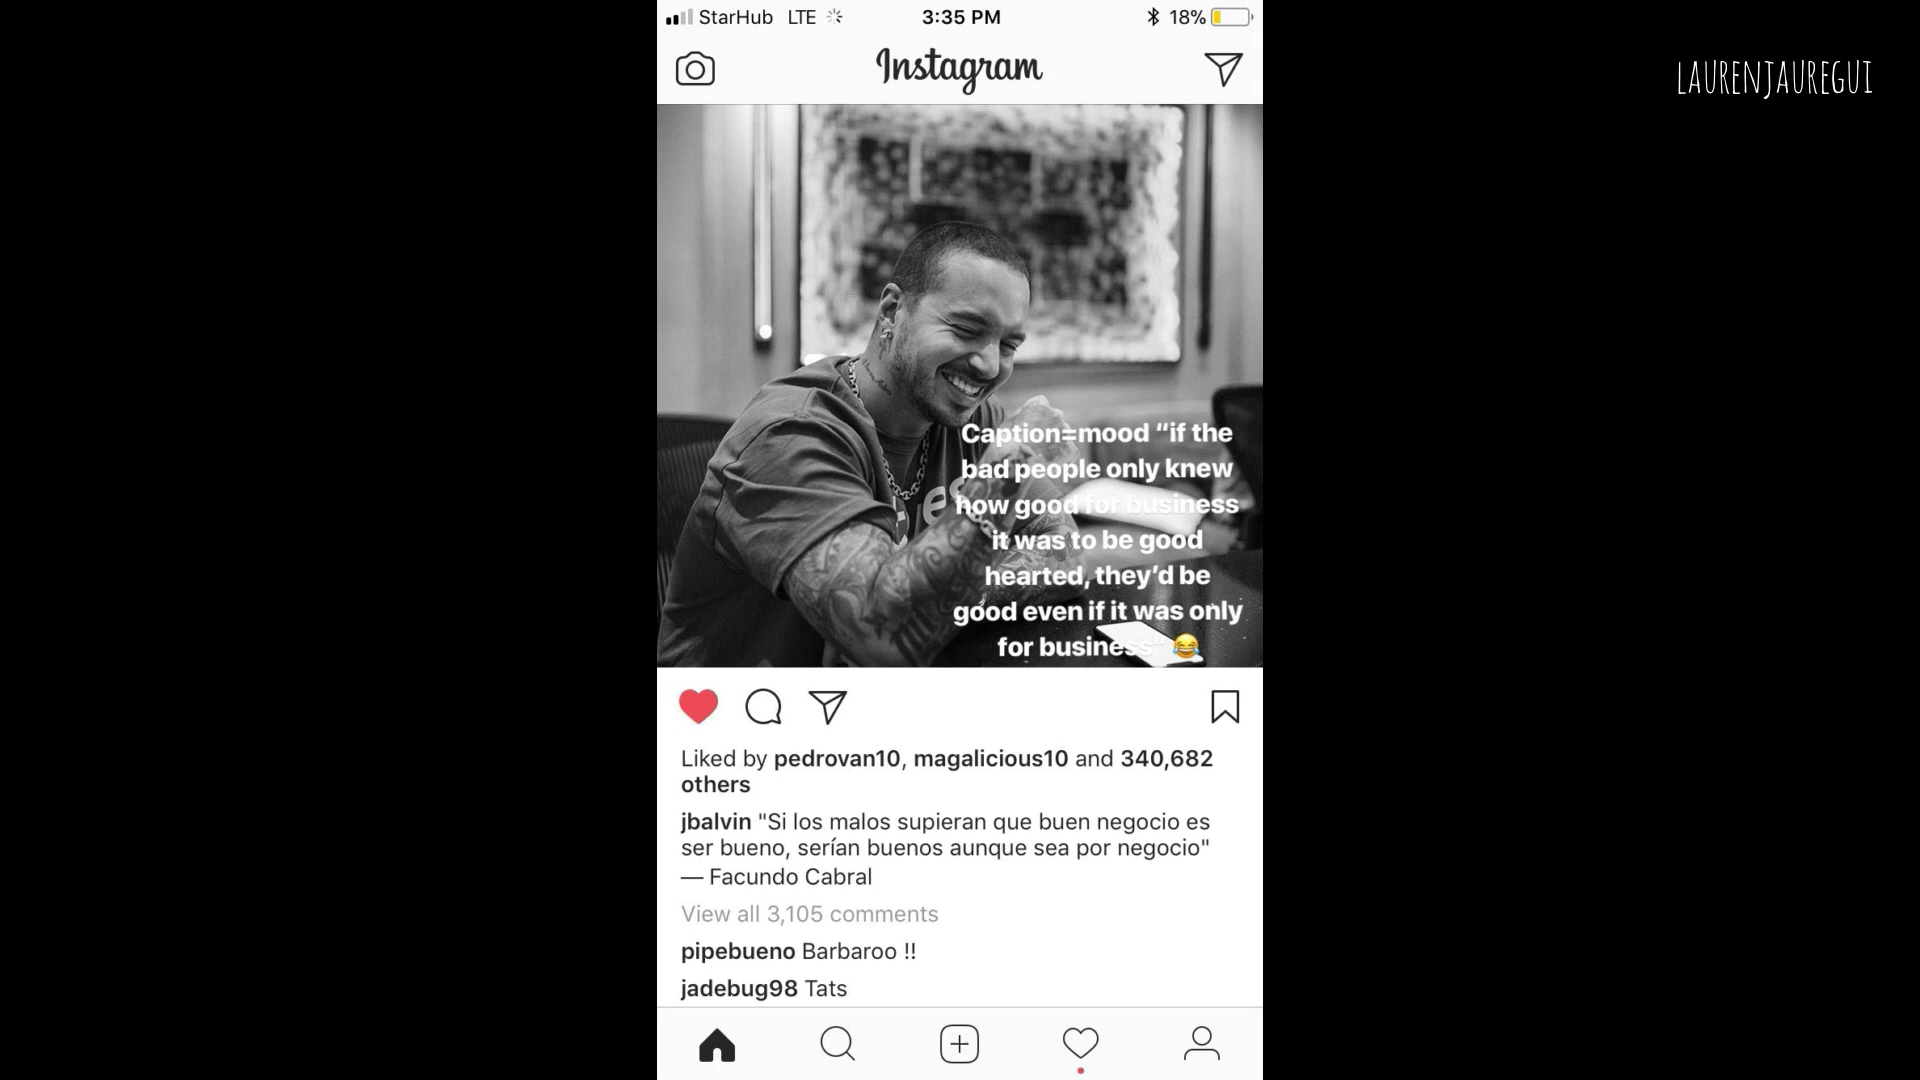 StarHub LTE 3:35 PM 18%
Instagram
LAURENJAUREGUI
Caption=mood “if the
bad people only knew
how good for business
it was to be good
hearted, they’d be
good even if it was only
for business” 😂
Liked by pedrovan10, magalicious10 and 340,682
others
jbalvin "Si los malos supieran que buen negocio es
ser bueno, serían buenos aunque sea por negocio"
— Facundo Cabral
View all 3,105 comments
pipebueno Barbaroo !!
jadebug98 Tats